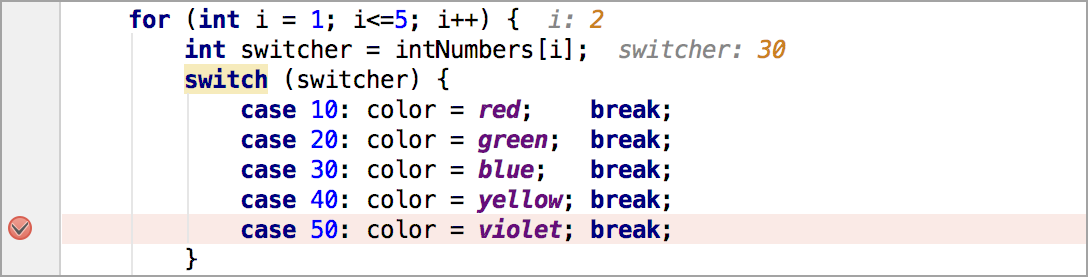 for (int i = 1; i<=5; i++) {  i: 2
    int switcher = intNumbers[i];  switcher: 30
    switch (switcher) {
        case 10: color = red;    break;
        case 20: color = green;  break;
        case 30: color = blue;   break;
        case 40: color = yellow; break;
        case 50: color = violet; break;
    }